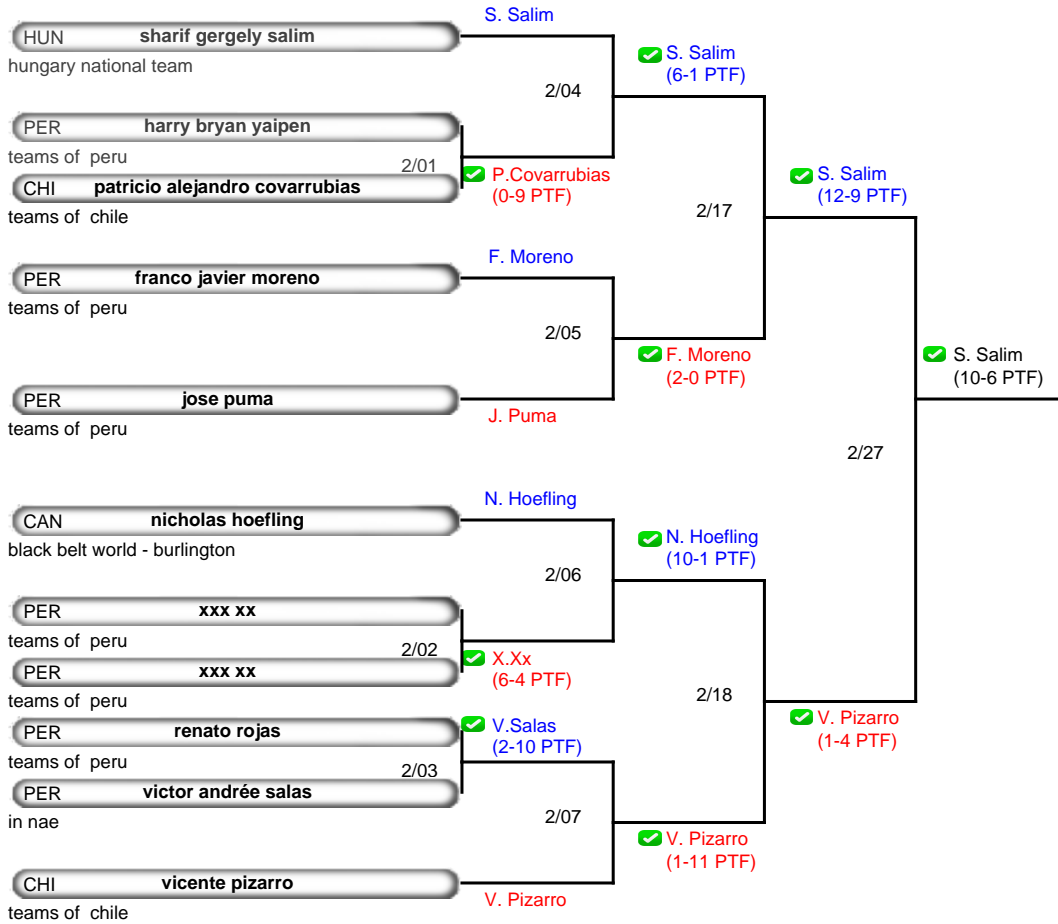 S. Salim
HUN sharif gergely salim
hungary national team
S. Salim
(6-1 PTF)
2/04
PER harry bryan yaipen
teams of peru
2/01
P.Covarrubias
(0-9 PTF)
CHI patricio alejandro covarrubias
teams of chile
S. Salim
(12-9 PTF)
2/17
F. Moreno
PER franco javier moreno
teams of peru
2/05
F. Moreno
(2-0 PTF)
S. Salim
(10-6 PTF)
PER jose puma
teams of peru
J. Puma
2/27
N. Hoefling
CAN nicholas hoefling
black belt world - burlington
N. Hoefling
(10-1 PTF)
2/06
PER xxx xx
teams of peru
2/02
X.Xx
(6-4 PTF)
PER xxx xx
teams of peru
2/18
V. Pizarro
(1-4 PTF)
PER renato rojas
teams of peru
V.Salas
(2-10 PTF)
2/03
PER victor andrée salas
in nae
2/07
V. Pizarro
(1-11 PTF)
CHI vicente pizarro
teams of chile
V. Pizarro